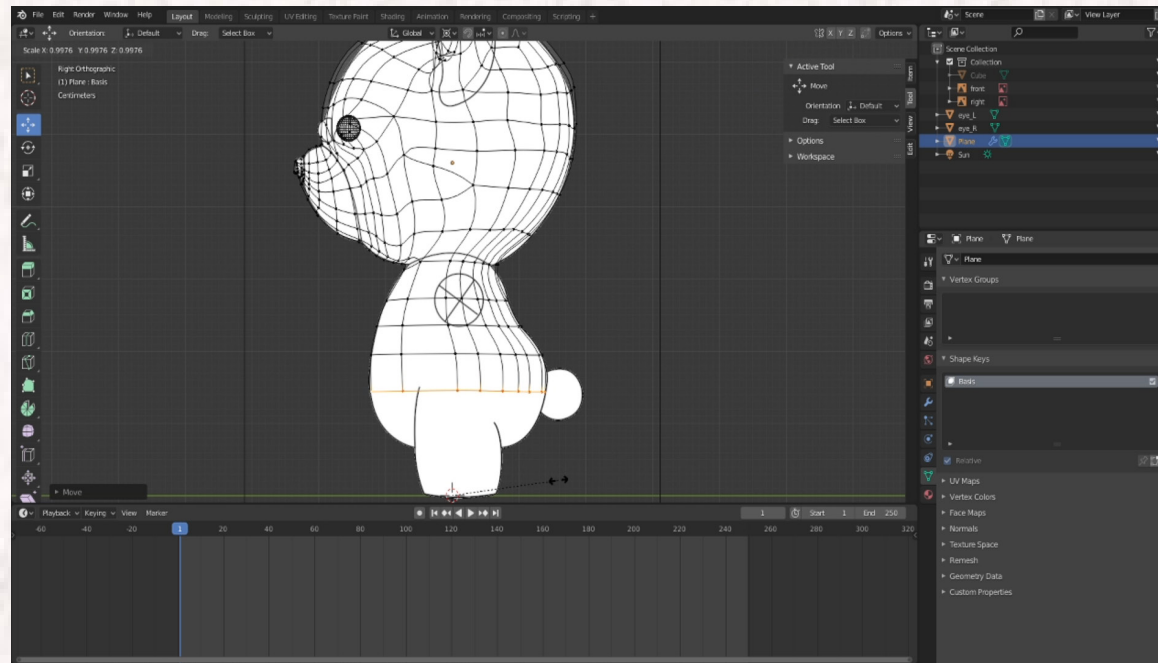 File Edit Render Window Help Layout Modeling Sculpting UV Editing Texture Paint Shading Animation Rendering Compositing Scripting + Scene View Layer
Orientation: Default Drag: Select Box Global X Y Z Options
Scale X: 0.9976 Y: 0.9976 Z: 0.9976
Right Orthographic
(1) Plane : Basis
Centimeters
Active Tool
Move
Orientation Default
Drag: Select Box
Options
Workspace
Item
Tool
View
Edit
Scene Collection
Collection
Cube
front
right
eye_L
eye_R
Plane
Sun
Plane Plane
Plane
Vertex Groups
Shape Keys
Basis
Relative
UV Maps
Vertex Colors
Face Maps
Normals
Texture Space
Remesh
Geometry Data
Custom Properties
Move
Playback Keying View Marker 1 Start 1 End 250
-60 -40 -20 1 20 40 60 80 100 120 140 160 180 200 220 240 260 280 300 320